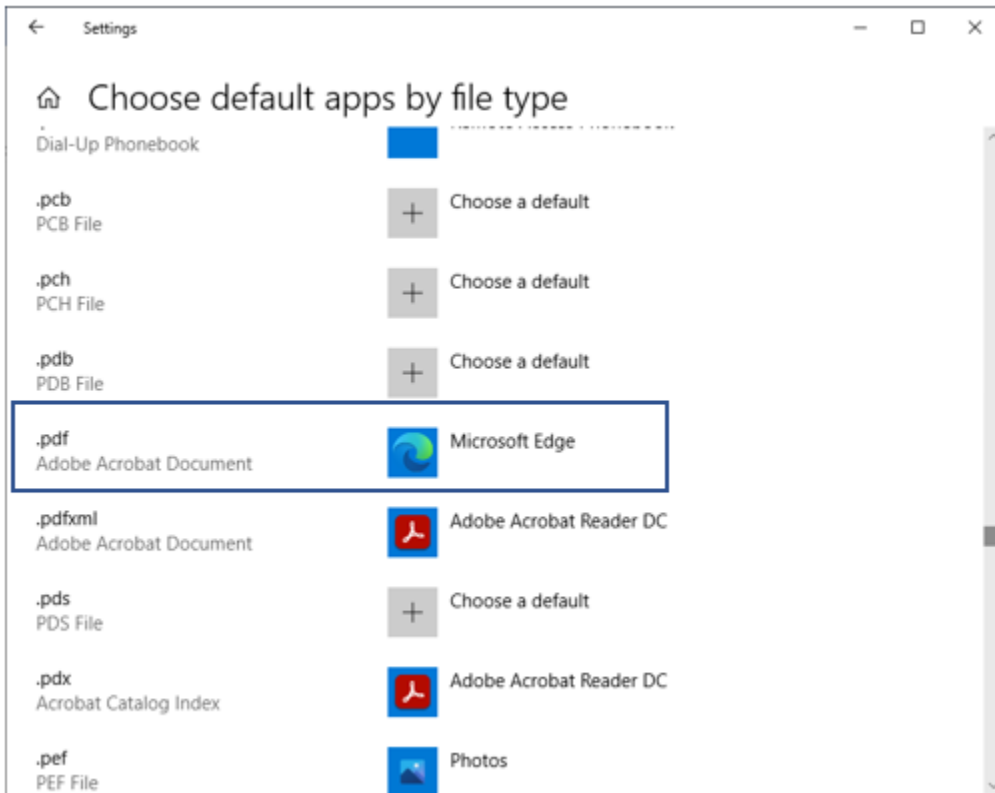 Settings
Choose default apps by file type
Dial-Up Phonebook
.pcb
Choose a default
PCB File
.pch
Choose a default
PCH File
.pdb
Choose a default
PDB File
.pdf
Microsoft Edge
Adobe Acrobat Document
.pdfxml
Adobe Acrobat Reader DC
Adobe Acrobat Document
.pds
Choose a default
PDS File
.pdx
Adobe Acrobat Reader DC
Acrobat Catalog Index
.pef
Photos
PEF File